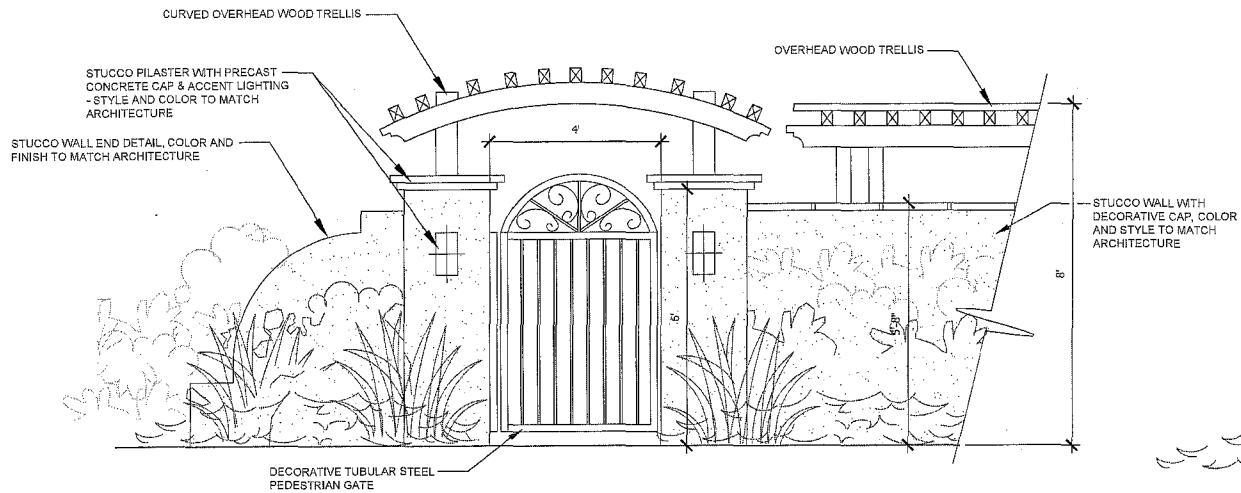 CURVED OVERHEAD WOOD TRELLIS
OVERHEAD WOOD TRELLIS
STUCCO PILASTER WITH PRECAST
CONCRETE CAP & ACCENT LIGHTING
- STYLE AND COLOR TO MATCH
ARCHITECTURE
STUCCO WALL END DETAIL, COLOR AND
FINISH TO MATCH ARCHITECTURE
4'
STUCCO WALL WITH
DECORATIVE CAP, COLOR
AND STYLE TO MATCH
ARCHITECTURE
6'
5'-8"
8'
DECORATIVE TUBULAR STEEL
PEDESTRIAN GATE